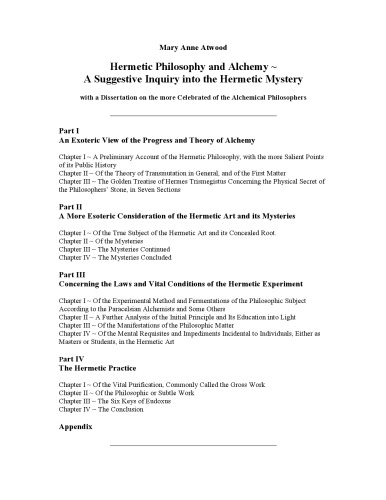 Mary Anne Atwood
Hermetic Philosophy and Alchemy ~
A Suggestive Inquiry into the Hermetic Mystery
with a Dissertation on the more Celebrated of the Alchemical Philosophers
Part I
An Exoteric View of the Progress and Theory of Alchemy
Chapter I ~ A Preliminary Account of the Hermetic Philosophy, with the more Salient Points
of its Public History
Chapter II ~ Of the Theory of Transmutation in General, and of the First Matter
Chapter III ~ The Golden Treatise of Hermes Trismegistus Concerning the Physical Secret of
the Philosophers' Stone, in Seven Sections
Part II
A More Esoteric Consideration of the Hermetic Art and its Mysteries
Chapter I ~ Of the True Subject of the Hermetic Art and its Concealed Root.
Chapter II ~ Of the Mysteries
Chapter III ~ The Mysteries Continued
Chapter IV ~ The Mysteries Concluded
Part III
Concerning the Laws and Vital Conditions of the Hermetic Experiment
Chapter I ~ Of the Experimental Method and Fermentations of the Philosophic Subject
According to the Paracelsian Alchemists and Some Others
Chapter II ~ A Further Analysis of the Initial Principle and Its Education into Light
Chapter III ~ Of the Manifestations of the Philosophic Matter
Chapter IV ~ Of the Mental Requisites and Impediments Incidental to Individuals, Either as
Masters or Students, in the Hermetic Art
Part IV
The Hermetic Practice
Chapter I ~ Of the Vital Purification, Commonly Called the Gross Work
Chapter II ~ Of the Philosophic or Subtle Work
Chapter III ~ The Six Keys of Eudoxus
Chapter IV ~ The Conclusion
Appendix